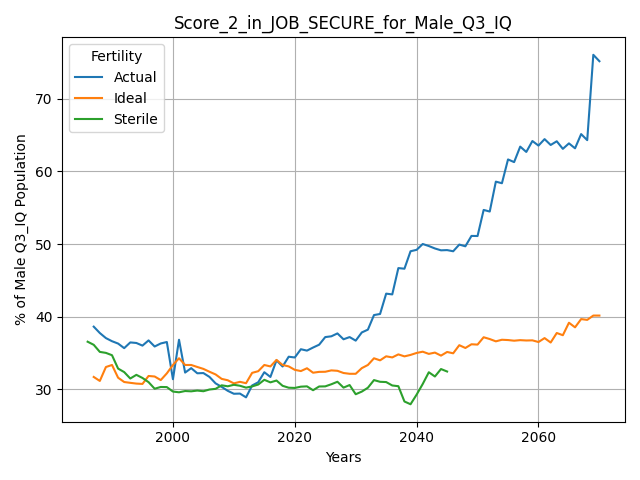 Score_2_in_JOB_SECURE_for_Male_Q3_IQ
Fertility
Actual
Ideal
Sterile
% of Male Q3_IQ Population
70
60
50
40
30
2000
2020
2040
2060
Years